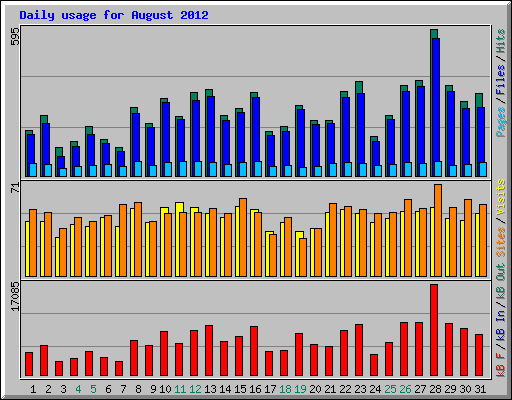 Daily usage for August 2012
595
Pages / Files / Hits
71
Sites / Visits
17085
kB F / kB In / kB Out
1 2 3 4 5 6 7 8 9 10 11 12 13 14 15 16 17 18 19 20 21 22 23 24 25 26 27 28 29 30 31